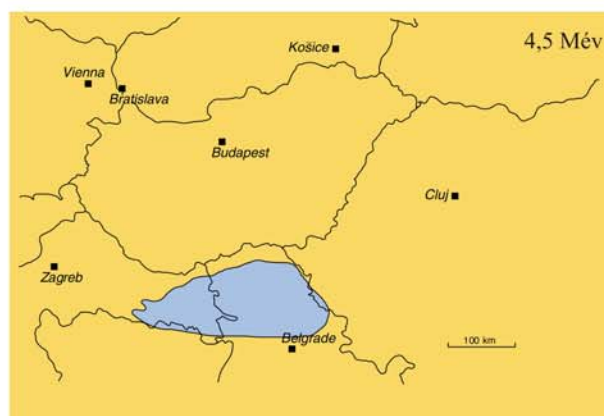 4,5 Mév
Košice
Vienna
Bratislava
Budapest
Cluj
Zagreb
Belgrade
100 km